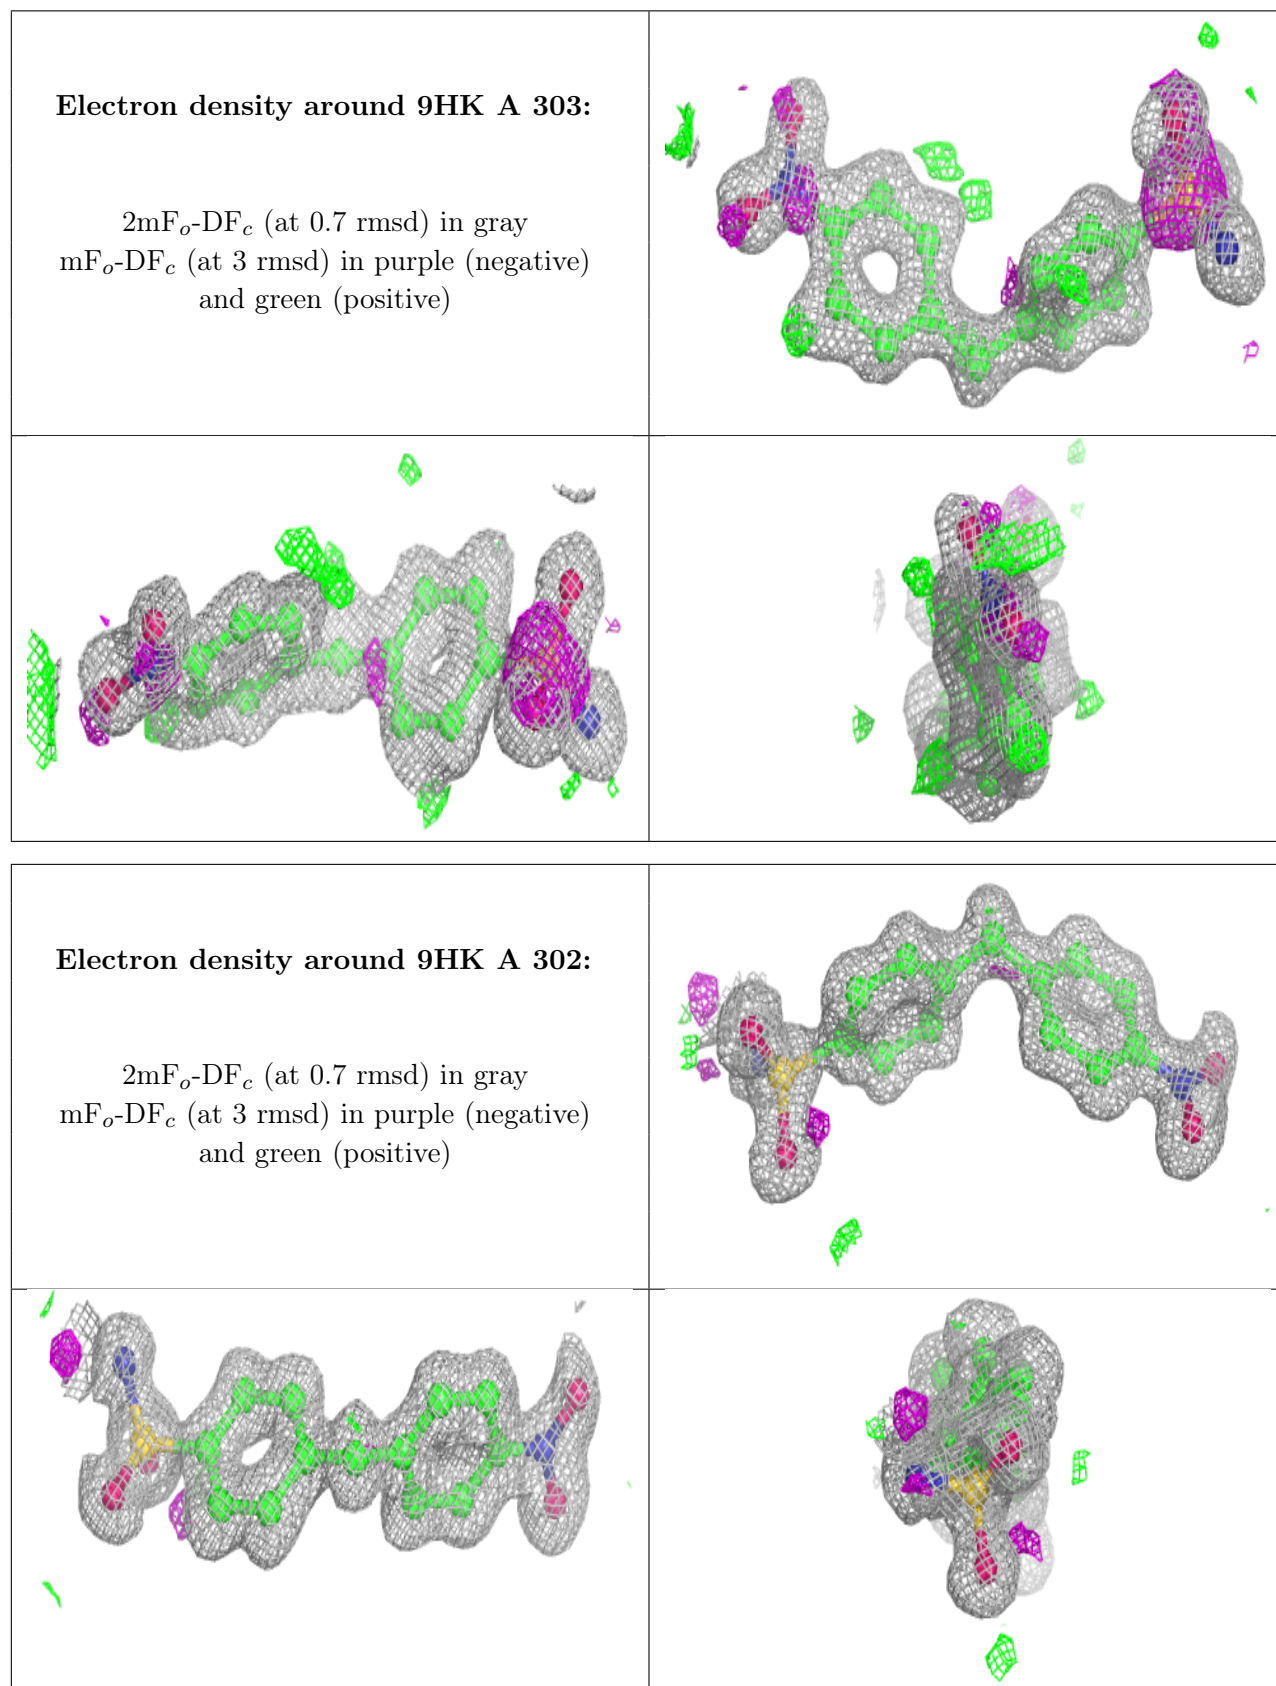 Electron density around 9HK A 303:
2mFₒ-DF𝒸 (at 0.7 rmsd) in gray
mFₒ-DF𝒸 (at 3 rmsd) in purple (negative)
and green (positive)
Electron density around 9HK A 302:
2mFₒ-DF𝒸 (at 0.7 rmsd) in gray
mFₒ-DF𝒸 (at 3 rmsd) in purple (negative)
and green (positive)